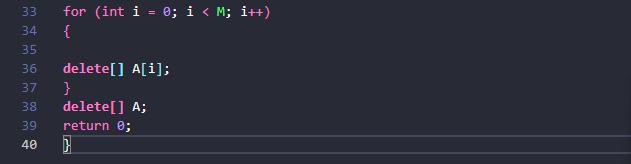 33 for (int i = 0; i < M; i++)
34 {
35
36 delete[] A[i];
37 }
38 delete[] A;
39 return 0;
40 }